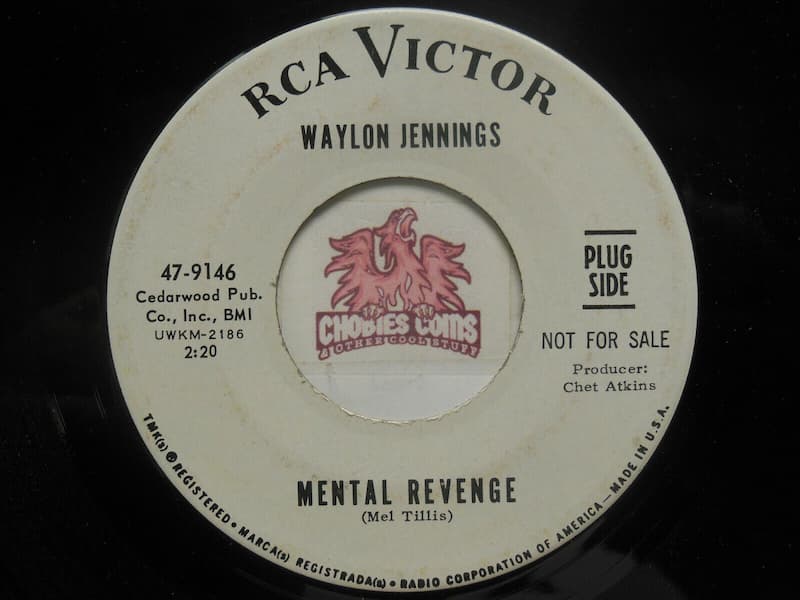 RCA VICTOR
WAYLON JENNINGS
47-9146
Cedarwood Pub.
Co., Inc., BMI
UWKM-2186
2:20
CHOBIES COINS
& OTHER COOL STUFF
PLUG
SIDE
NOT FOR SALE
Producer:
Chet Atkins
MENTAL REVENGE
(Mel Tillis)
TMK(s) ® REGISTERED • MARCA(s) REGISTRADA(s) • RADIO CORPORATION OF AMERICA — MADE IN U.S.A.